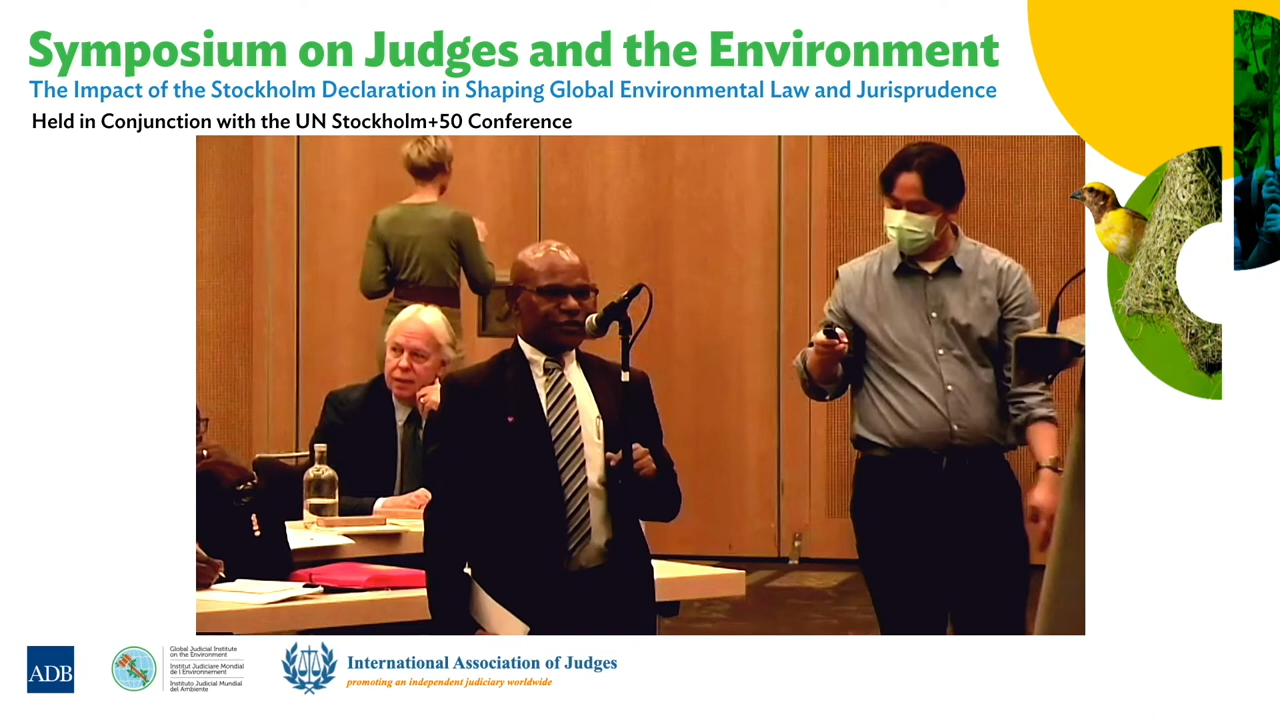 Symposium on Judges and the Environment
The Impact of the Stockholm Declaration in Shaping Global Environmental Law and Jurisprudence
Held in Conjunction with the UN Stockholm+50 Conference
ADB
Global Judicial Institute
on the Environment
Institut Judiciaire Mondial
de l'Environnement
Instituto Judicial Mundial
del Ambiente
International Association of Judges
promoting an independent judiciary worldwide